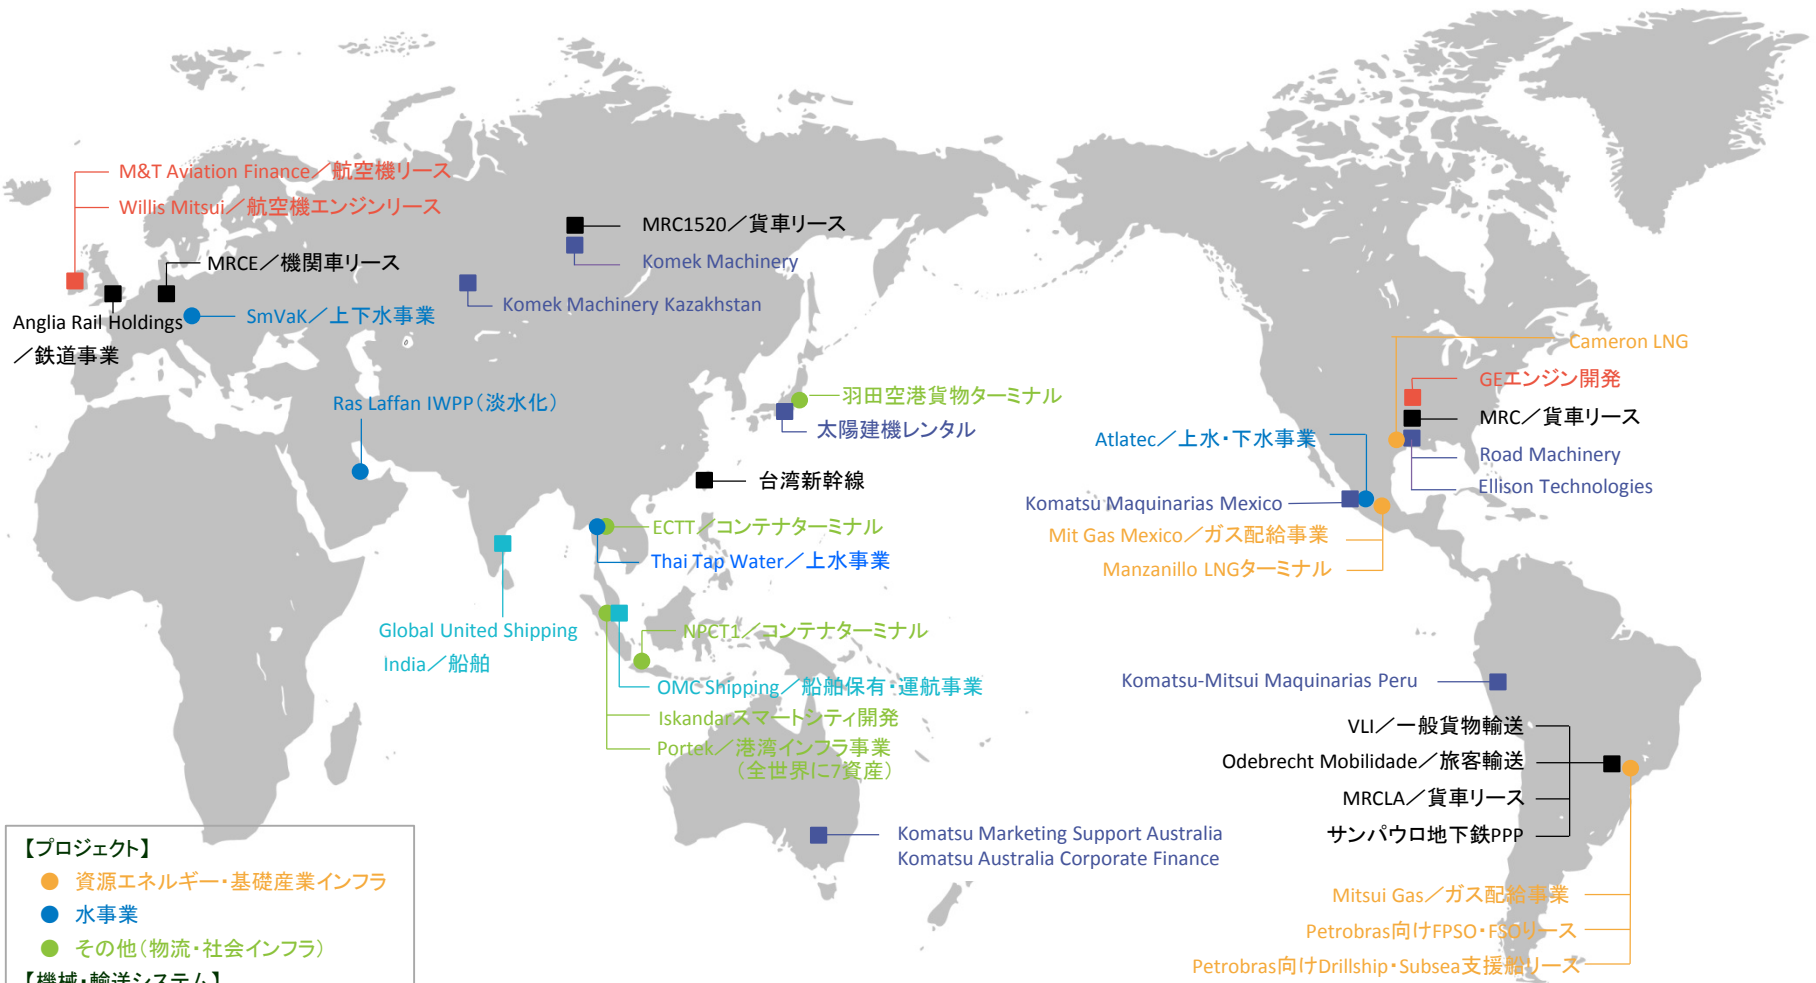 M&T Aviation Finance／航空機リース
Willis Mitsui／航空機エンジンリース
MRC1520／貨車リース
Komek Machinery
MRCE／機関車リース
Komek Machinery Kazakhstan
Anglia Rail Holdings
／鉄道事業
SmVaK／上下水事業
Cameron LNG
GEエンジン開発
Ras Laffan IWPP（淡水化）
羽田空港貨物ターミナル
太陽建機レンタル
MRC／貨車リース
Atlatec／上水・下水事業
Road Machinery
Ellison Technologies
台湾新幹線
Komatsu Maquinarias Mexico
ECTT／コンテナターミナル
Mit Gas Mexico／ガス配給事業
Thai Tap Water／上水事業
Manzanillo LNGターミナル
Global United Shipping
India／船舶
NPCT1／コンテナターミナル
OMC Shipping／船舶保有・運航事業
Iskandarスマートシティ開発
Portek／港湾インフラ事業
（全世界に7資産）
Komatsu-Mitsui Maquinarias Peru
VLI／一般貨物輸送
Odebrecht Mobilidade／旅客輸送
MRCLA／貨車リース
サンパウロ地下鉄PPP
Komatsu Marketing Support Australia
Komatsu Australia Corporate Finance
Mitsui Gas／ガス配給事業
Petrobras向けFPSO・FSOリース
Petrobras向けDrillship・Subsea支援船リース
【プロジェクト】
資源エネルギー・基礎産業インフラ
水事業
その他（物流・社会インフラ）
【機械・輸送システム】